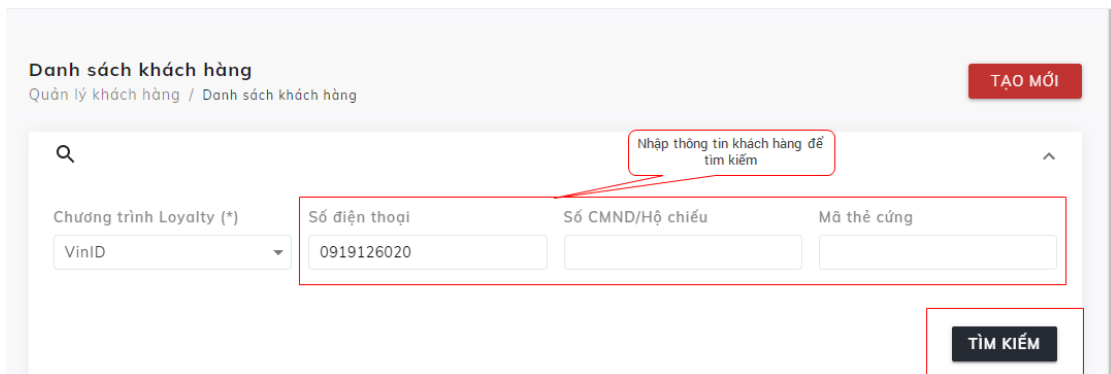 Danh sách khách hàng
Quản lý khách hàng / Danh sách khách hàng
TẠO MỚI
Nhập thông tin khách hàng để
tìm kiếm
Chương trình Loyalty (*)
Số điện thoại
Số CMND/Hộ chiếu
Mã thẻ cứng
VinID
0919126020
TÌM KIẾM